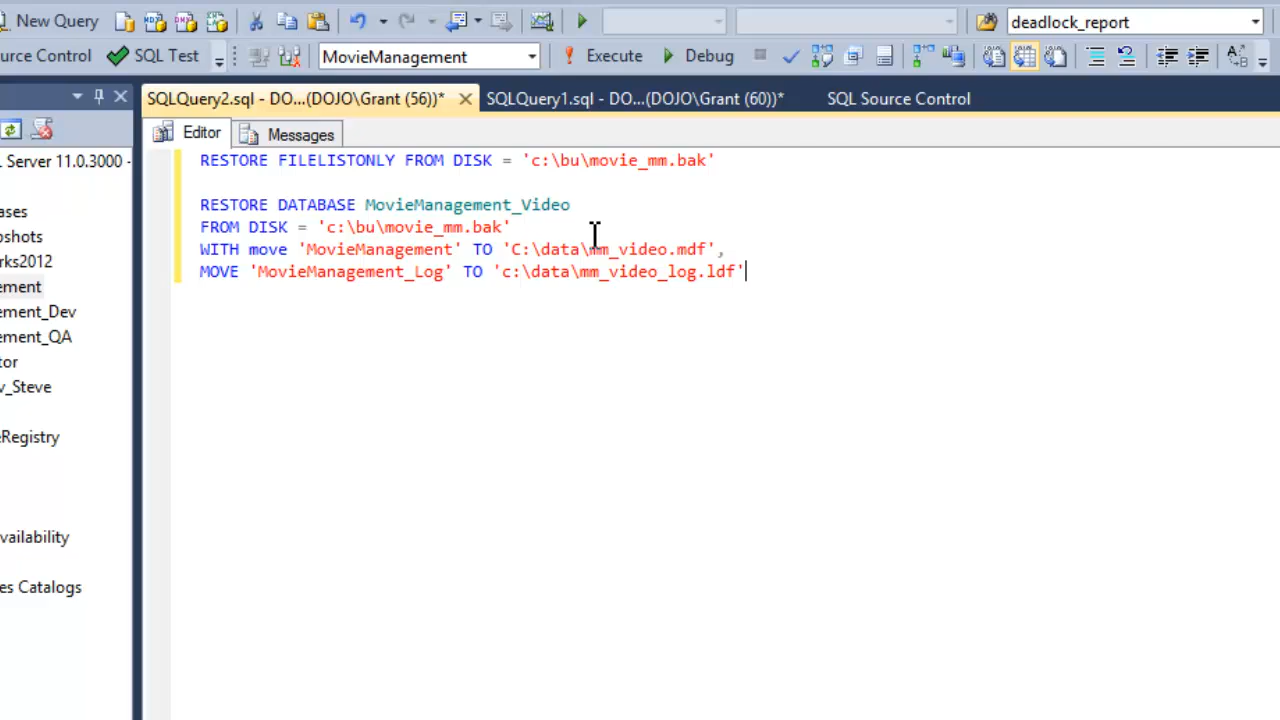 New Query deadlock_report
urce Control SQL Test MovieManagement Execute Debug
SQLQuery2.sql - DO...(DOJO\Grant (56))* SQLQuery1.sql - DO...(DOJO\Grant (60))* SQL Source Control
Editor Messages
L Server 11.0.3000 -
ases
pshots
rks2012
ement
ement_Dev
ement_QA
tor
v_Steve
eRegistry
vailability
es Catalogs
RESTORE FILELISTONLY FROM DISK = 'c:\bu\movie_mm.bak'
RESTORE DATABASE MovieManagement_Video
FROM DISK = 'c:\bu\movie_mm.bak'
WITH move 'MovieManagement' TO 'C:\data\mm_video.mdf',
MOVE 'MovieManagement_Log' TO 'c:\data\mm_video_log.ldf'